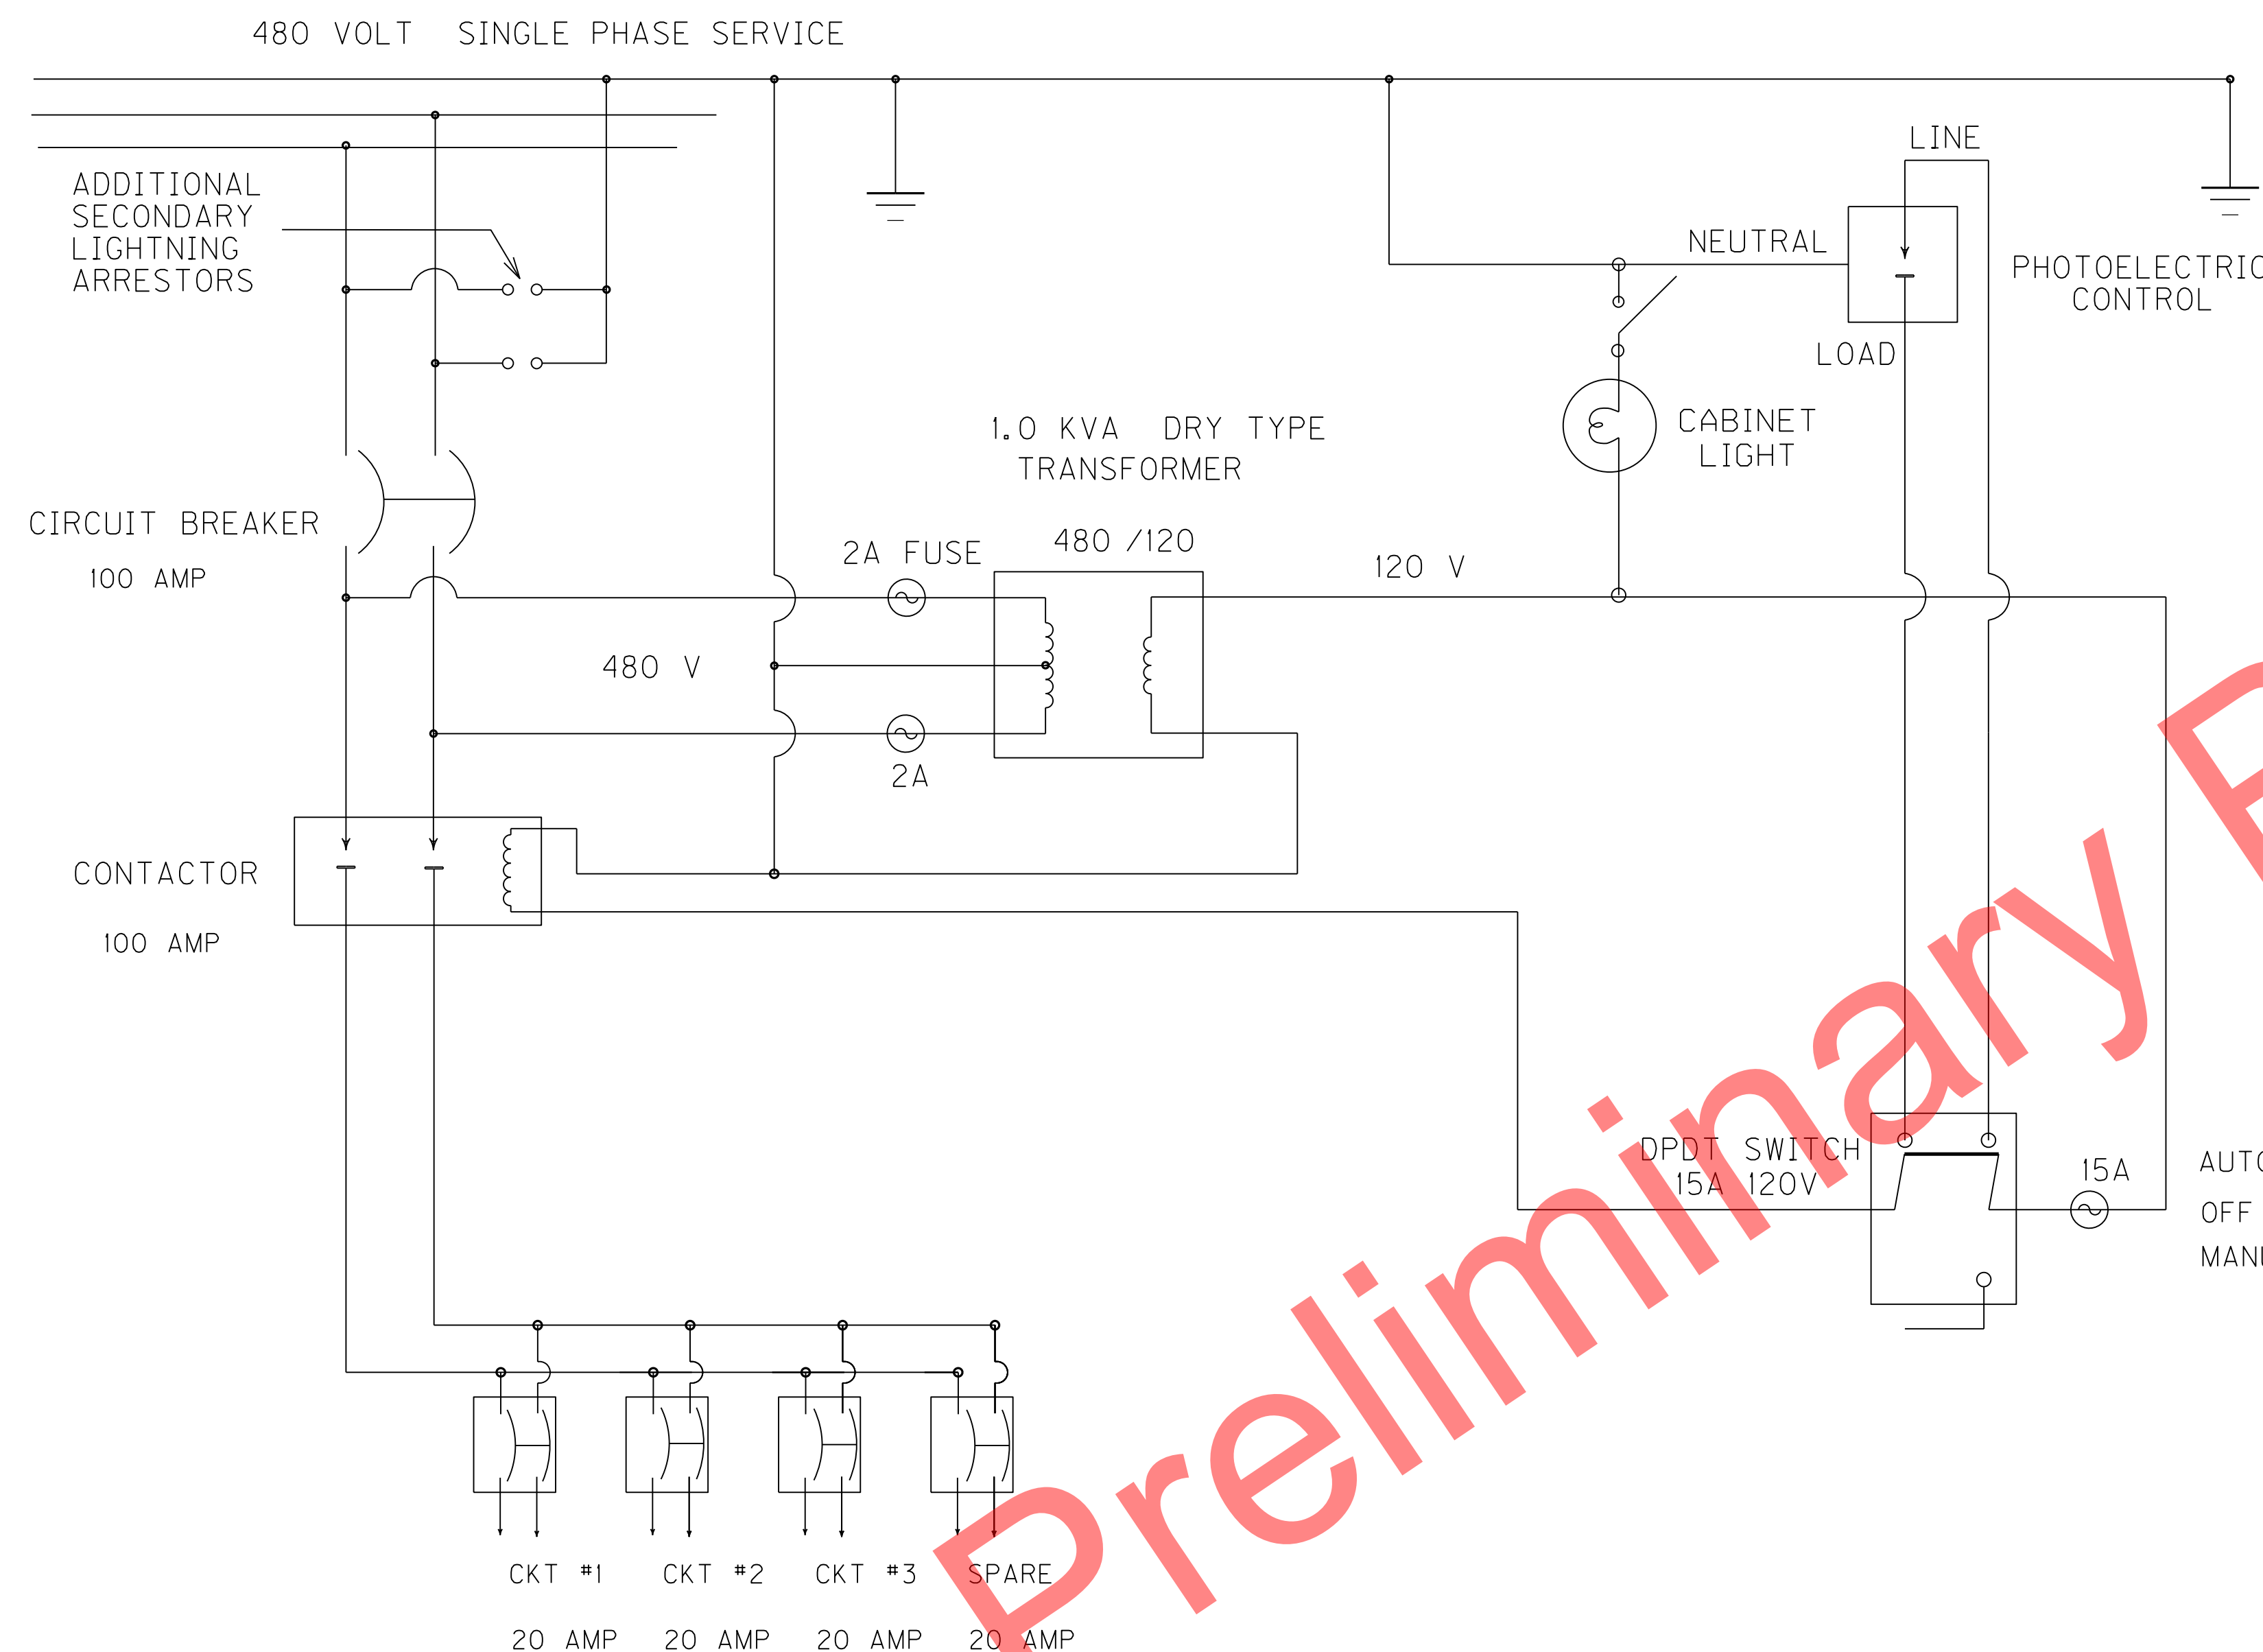 480 VOLT SINGLE PHASE SERVICE
ADDITIONAL
SECONDARY
LIGHTNING
ARRESTORS
LINE
NEUTRAL
PHOTOELECTRIC
CONTROL
LOAD
CABINET
LIGHT
1.0 KVA DRY TYPE
TRANSFORMER
480 /120
CIRCUIT BREAKER
100 AMP
2A FUSE
120 V
480 V
2A
CONTACTOR
100 AMP
DPDT SWITCH
15A 120V
15A
OFF
CKT #1
20 AMP
CKT #2
20 AMP
CKT #3
20 AMP
SPARE
20 AMP
Preliminary